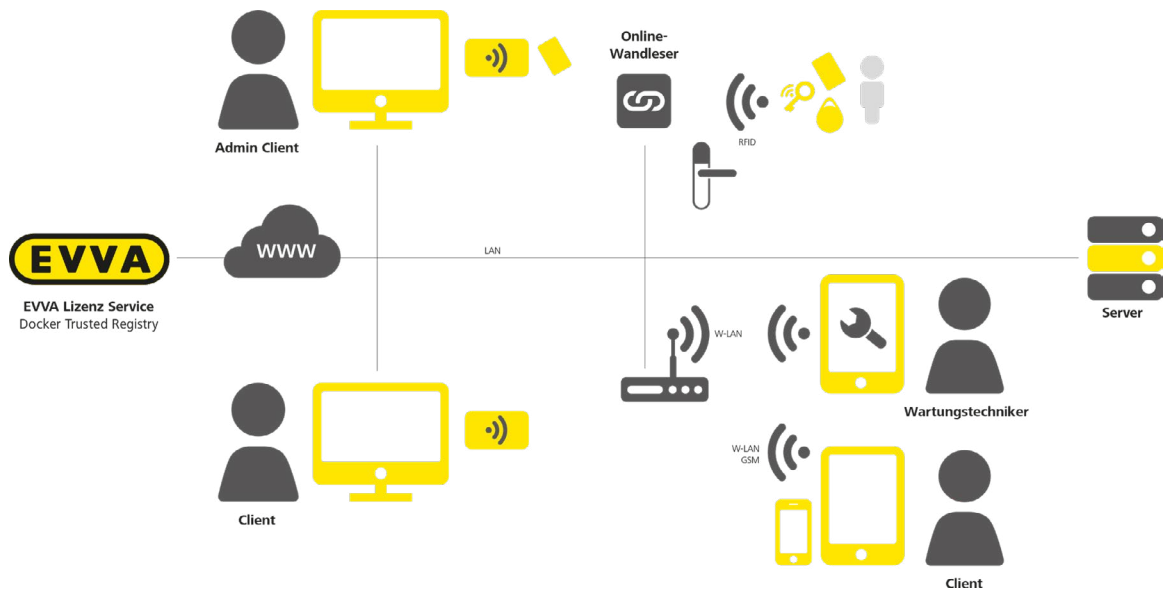 Online-
Wandleser
RFID
Admin Client
WWW
LAN
EVVA
EVVA Lizenz Service
Docker Trusted Registry
Server
W-LAN
Wartungstechniker
W-LAN
GSM
Client
Client